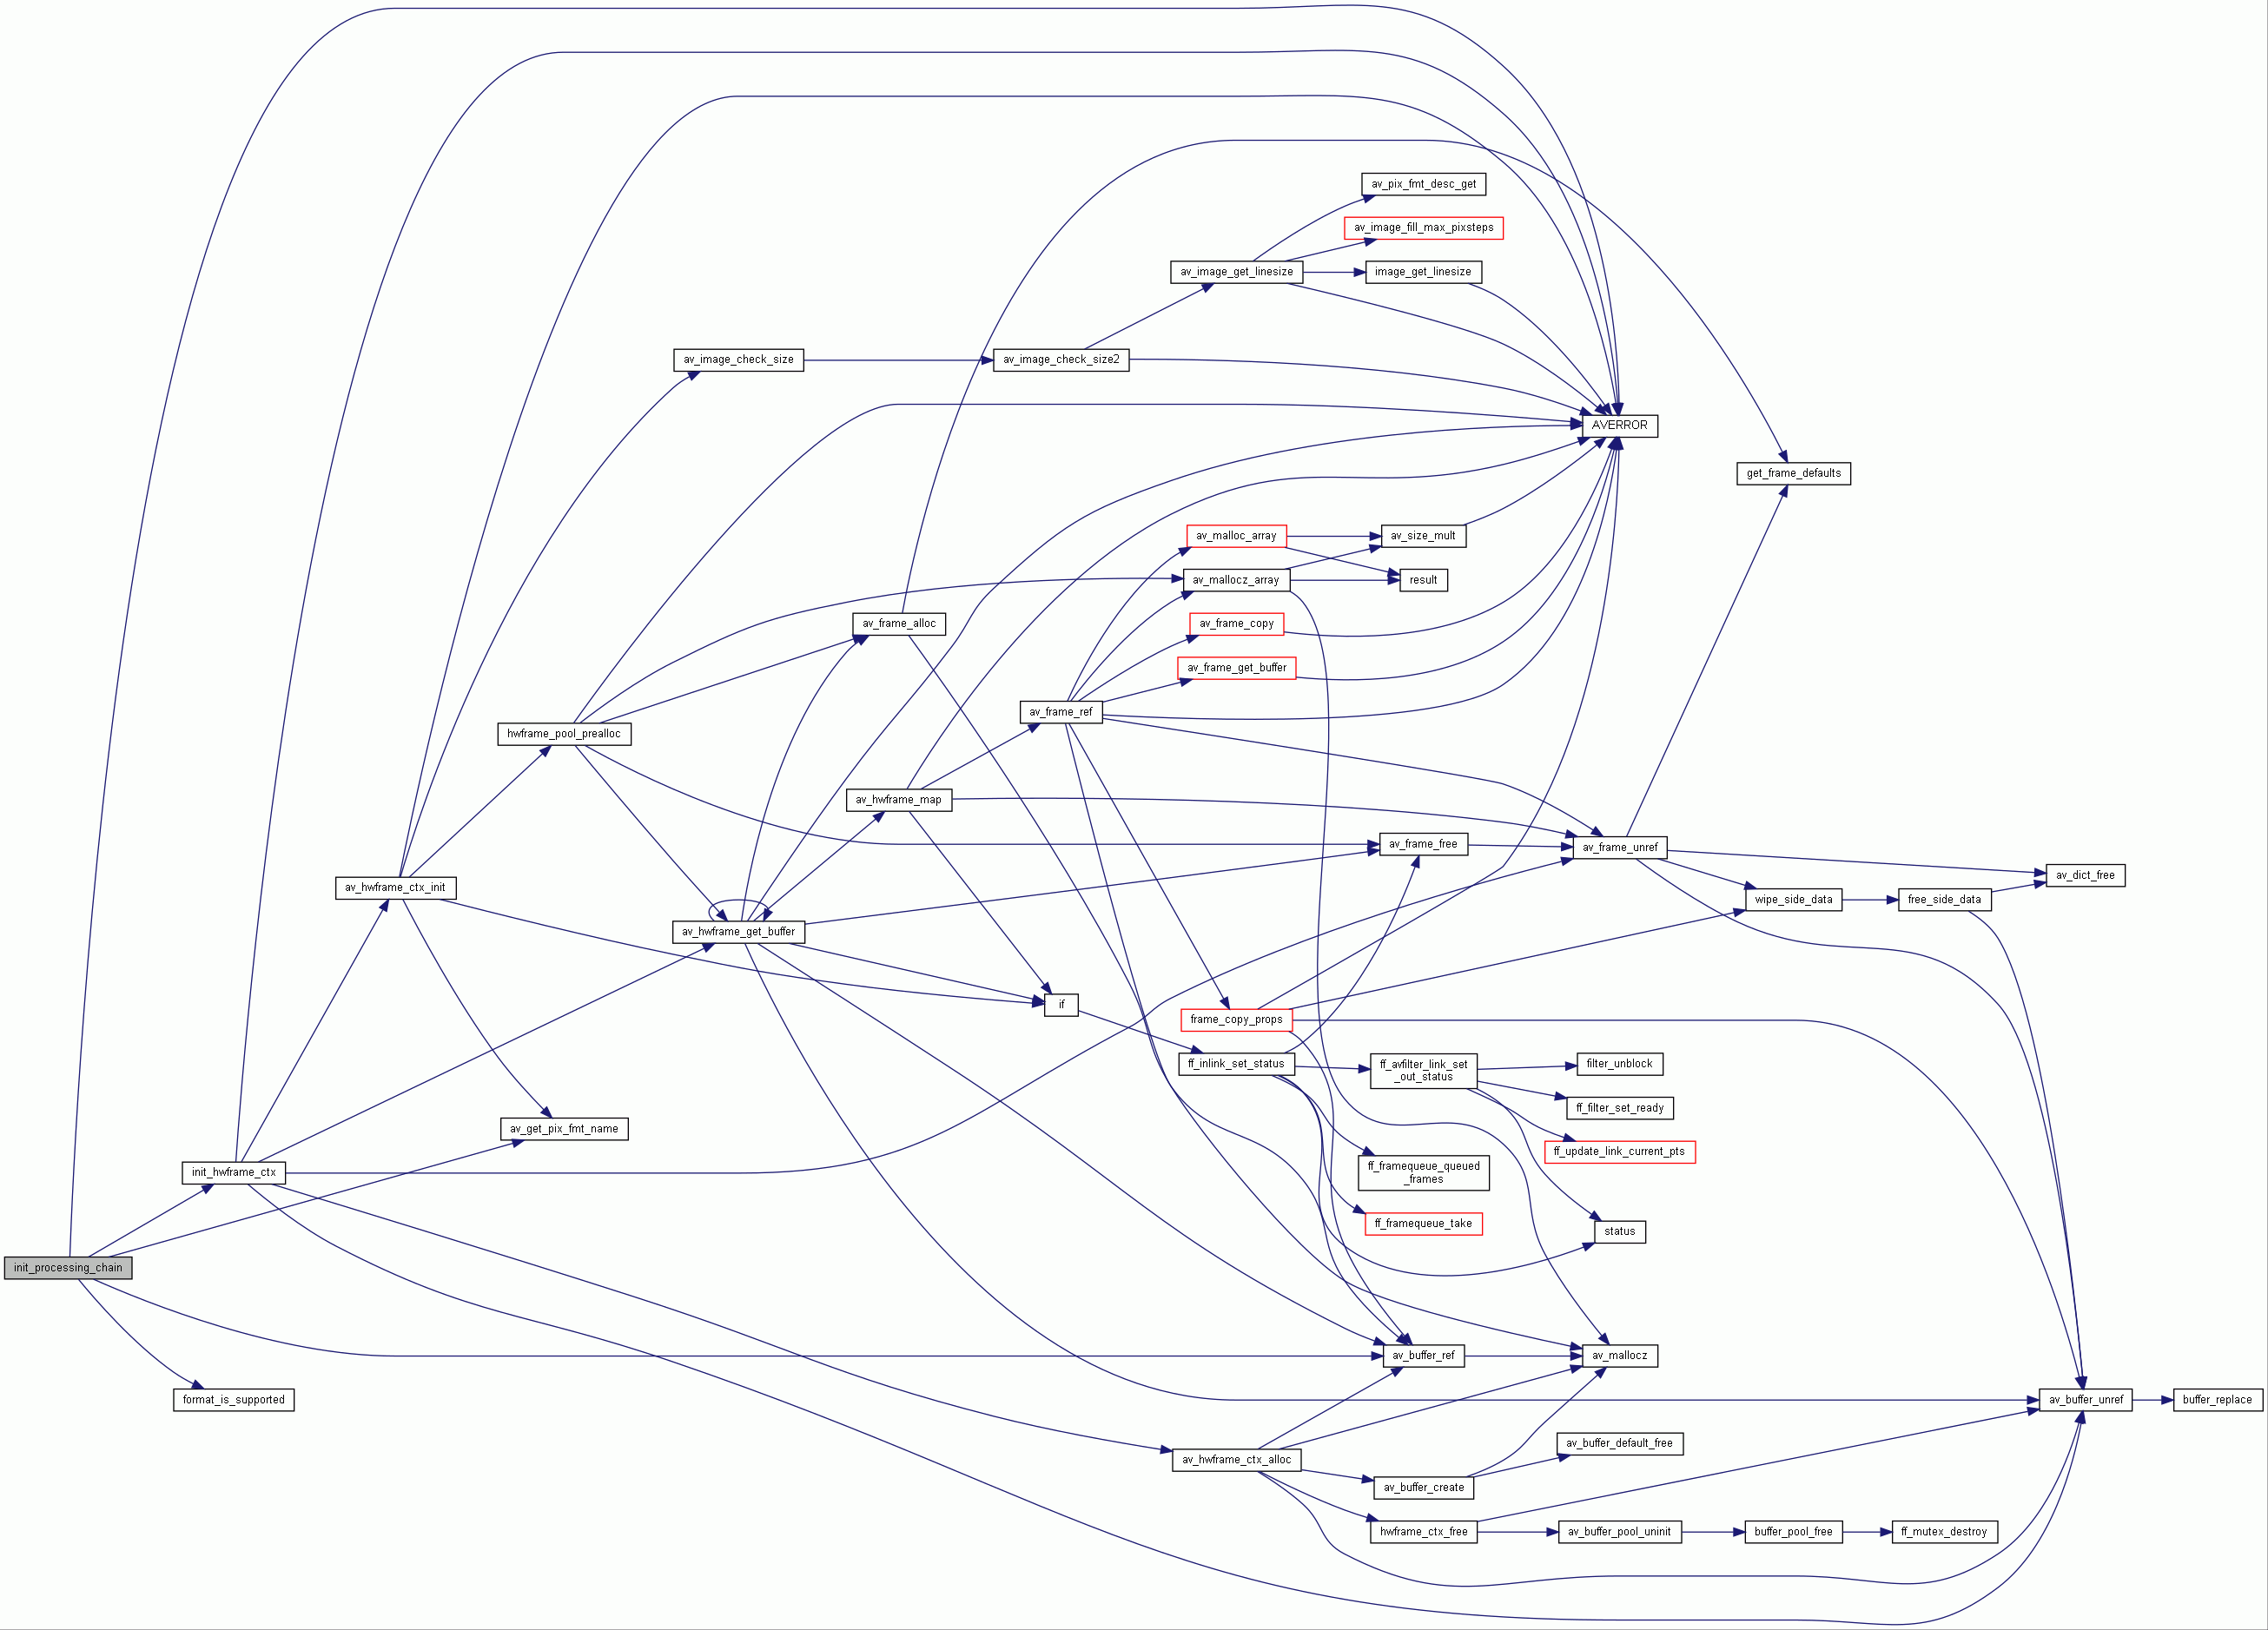 av_pix_fmt_desc_get
av_image_fill_max_pixsteps
av_image_get_linesize
image_get_linesize
av_image_check_size
av_image_check_size2
AVERROR
get_frame_defaults
av_malloc_array
av_size_mult
av_mallocz_array
result
av_frame_alloc
av_frame_copy
av_frame_get_buffer
av_frame_ref
hwframe_pool_prealloc
av_hwframe_map
av_frame_free
av_frame_unref
av_dict_free
av_hwframe_ctx_init
wipe_side_data
free_side_data
av_hwframe_get_buffer
if
frame_copy_props
ff_inlink_set_status
ff_avfilter_link_set
_out_status
filter_unblock
ff_filter_set_ready
av_get_pix_fmt_name
ff_update_link_current_pts
init_hwframe_ctx
ff_framequeue_queued
_frames
ff_framequeue_take
status
init_processing_chain
av_buffer_ref
av_mallocz
format_is_supported
av_buffer_unref
buffer_replace
av_buffer_default_free
av_hwframe_ctx_alloc
av_buffer_create
hwframe_ctx_free
av_buffer_pool_uninit
buffer_pool_free
ff_mutex_destroy